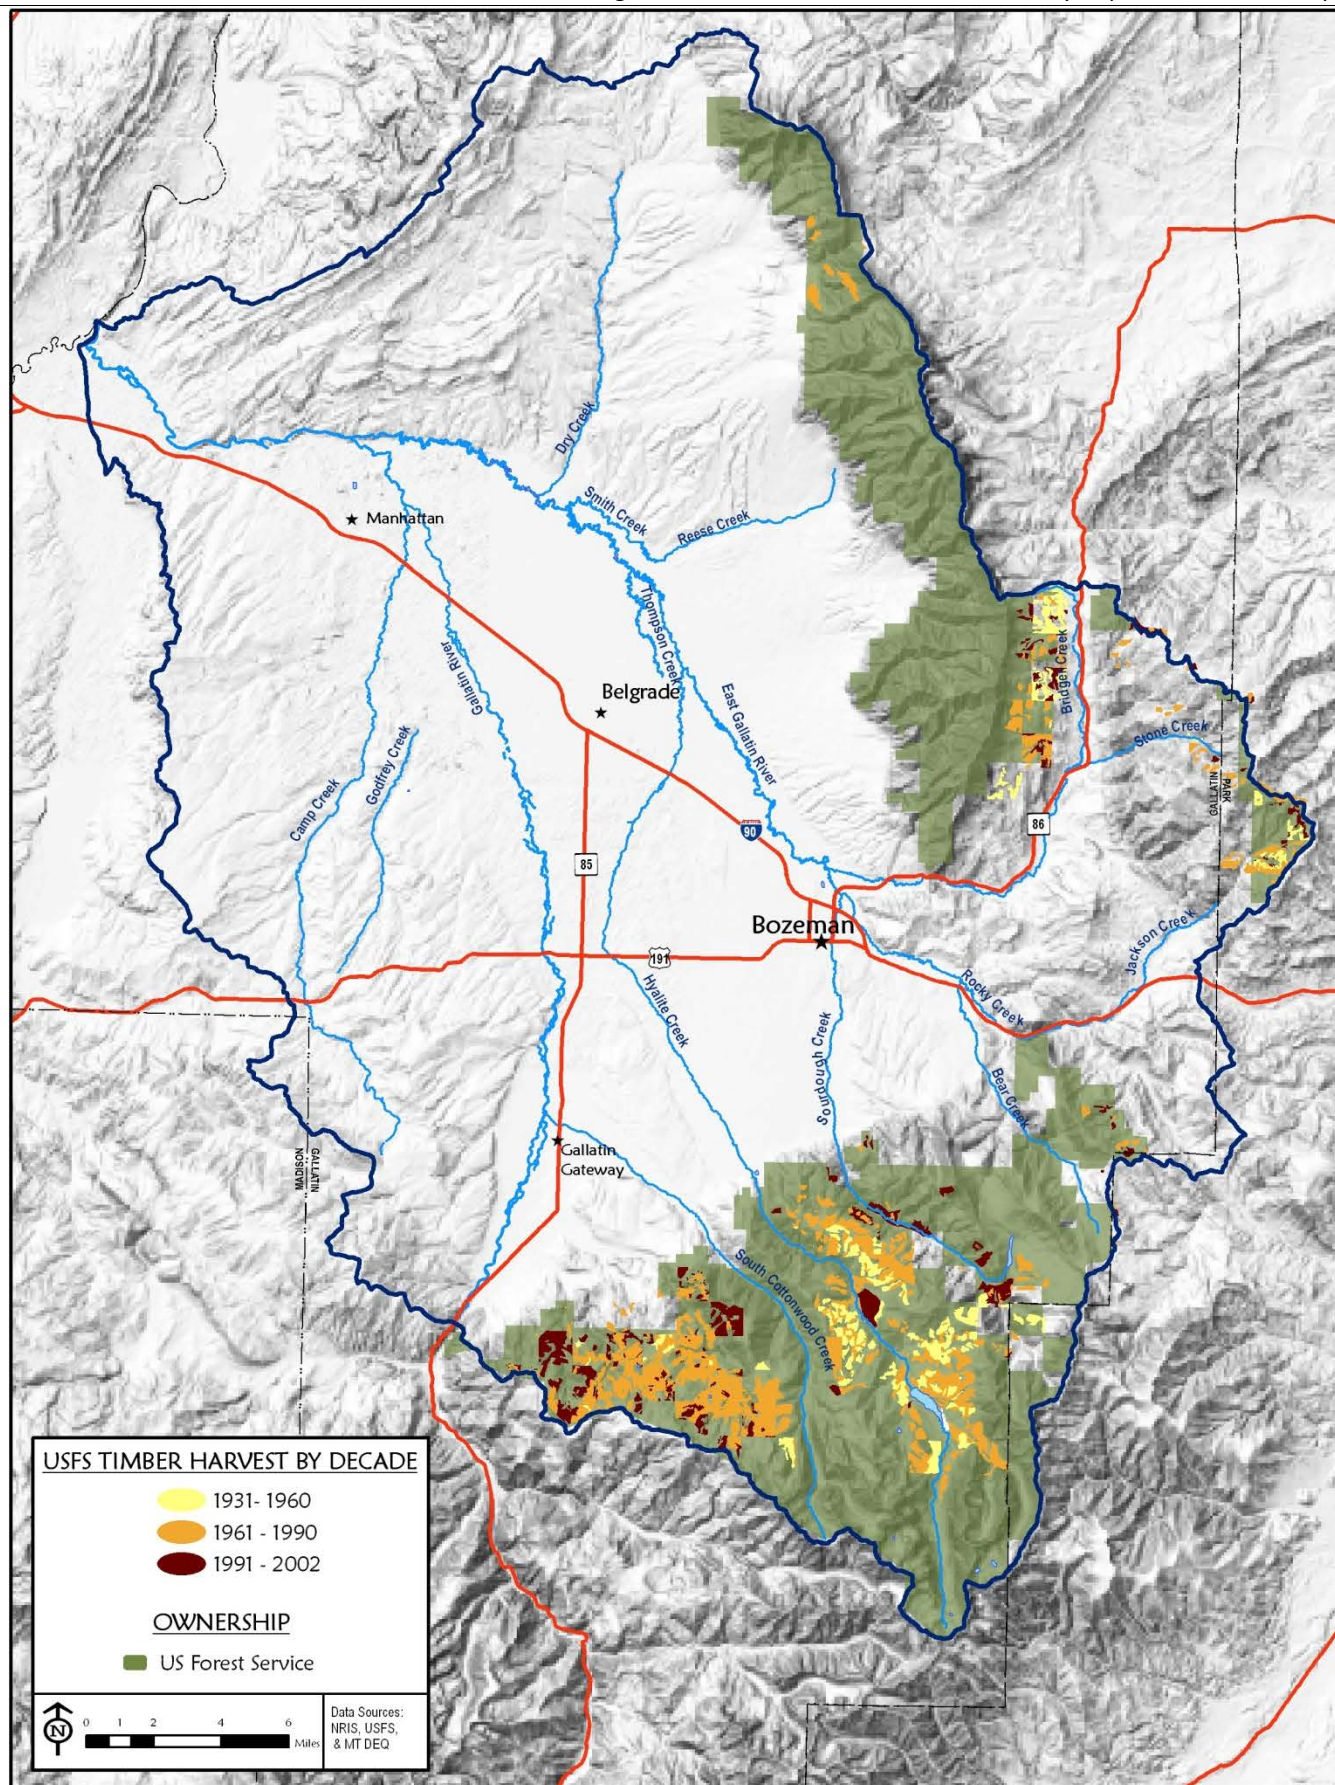 Dry Creek
Smith Creek
Reese Creek
Manhattan
Thompson Creek
Gallatin River
Belgrade
East Gallatin River
Bridger Creek
Stone Creek
Camp Creek
Godfrey Creek
GALLATIN
PARK
90
86
85
Bozeman
191
Jackson Creek
Rocky Creek
Hyalite Creek
Sourdough Creek
Bear Creek
MADISON
GALLATIN
Gallatin
Gateway
South Cottonwood Creek
USFS TIMBER HARVEST BY DECADE
1931- 1960
1961 - 1990
1991 - 2002
OWNERSHIP
US Forest Service
N
0 1 2 4 6
Miles
Data Sources:
NRIS, USFS,
& MT DEQ